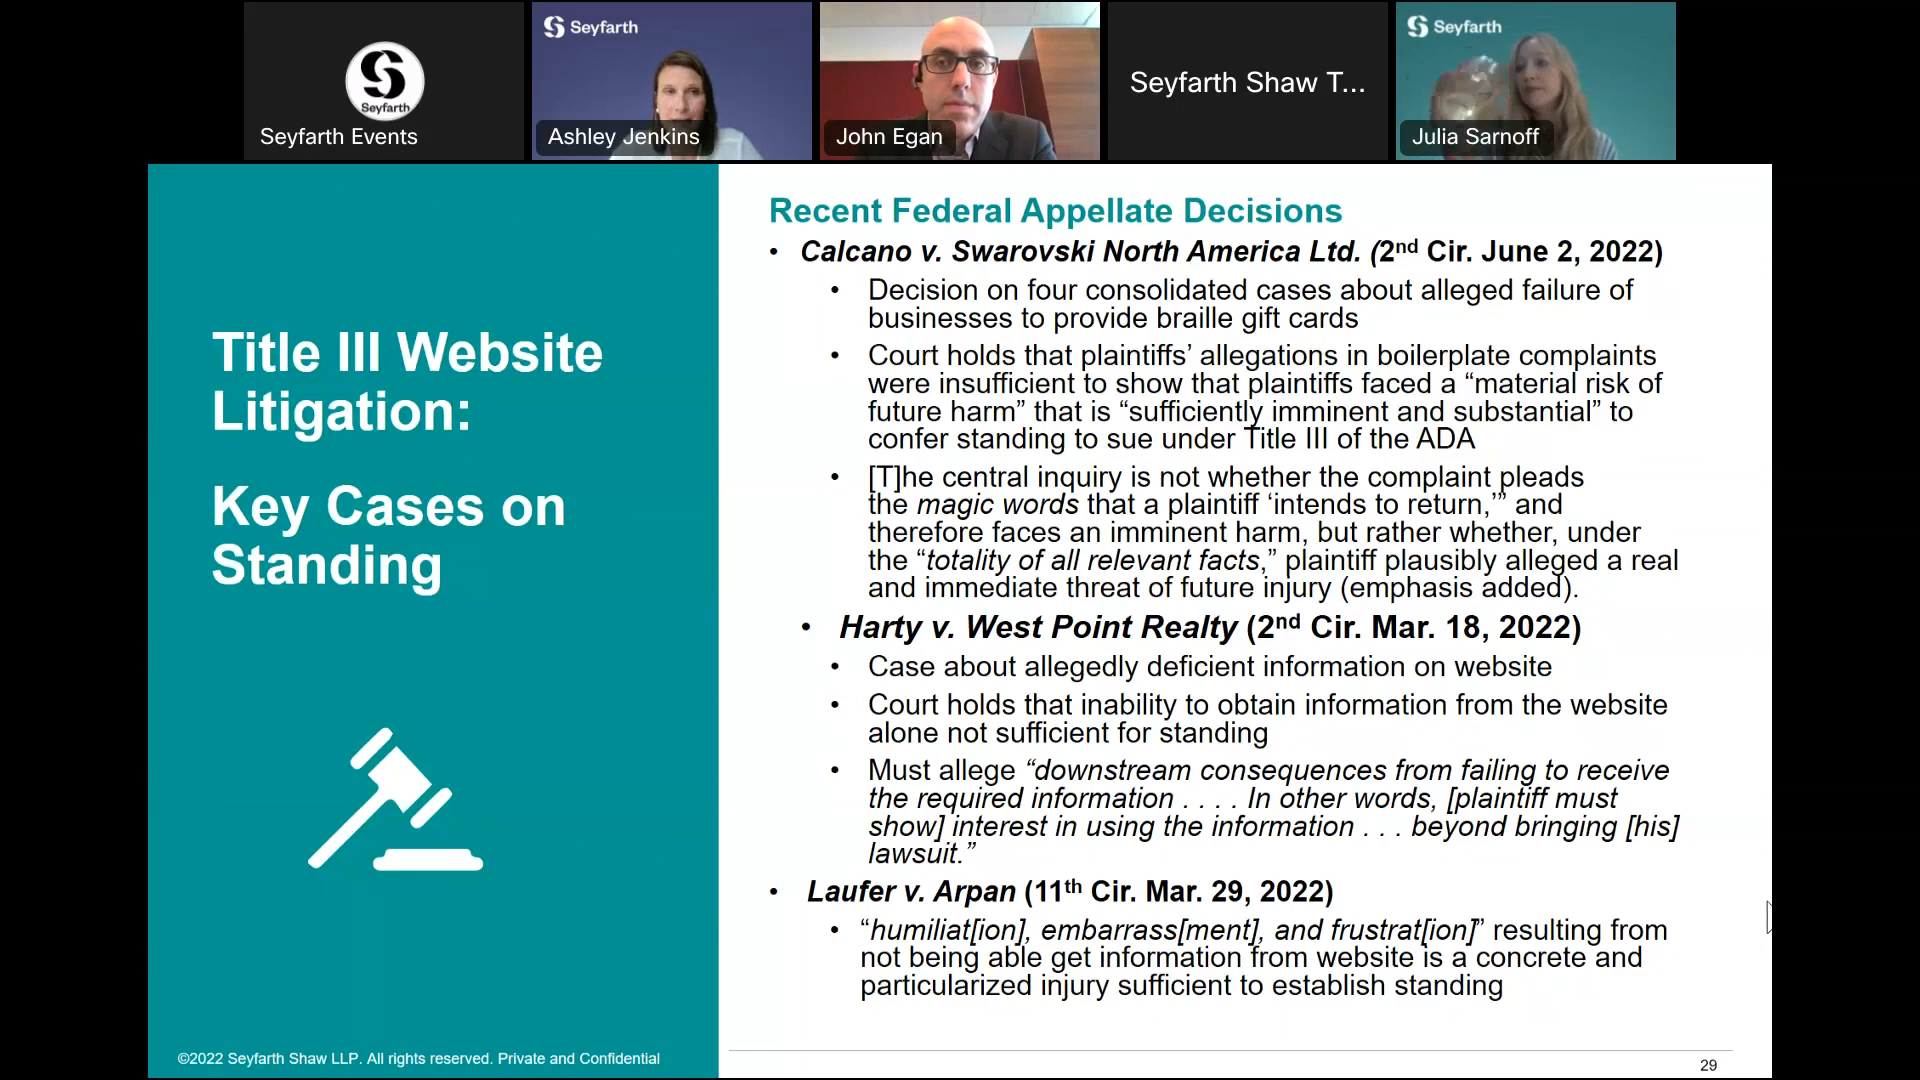 Seyfarth
Seyfarth Events
Seyfarth
Ashley Jenkins
John Egan
Seyfarth Shaw T...
Seyfarth
Julia Sarnoff
Title III Website
Litigation:
Key Cases on
Standing
©2022 Seyfarth Shaw LLP. All rights reserved. Private and Confidential
Recent Federal Appellate Decisions
• Calcano v. Swarovski North America Ltd. (2nd Cir. June 2, 2022)
• Decision on four consolidated cases about alleged failure of
businesses to provide braille gift cards
• Court holds that plaintiffs’ allegations in boilerplate complaints
were insufficient to show that plaintiffs faced a “material risk of
future harm” that is “sufficiently imminent and substantial” to
confer standing to sue under Title III of the ADA
• [T]he central inquiry is not whether the complaint pleads
the magic words that a plaintiff ‘intends to return,’” and
therefore faces an imminent harm, but rather whether, under
the “totality of all relevant facts,” plaintiff plausibly alleged a real
and immediate threat of future injury (emphasis added).
• Harty v. West Point Realty (2nd Cir. Mar. 18, 2022)
• Case about allegedly deficient information on website
• Court holds that inability to obtain information from the website
alone not sufficient for standing
• Must allege “downstream consequences from failing to receive
the required information . . . . In other words, [plaintiff must
show] interest in using the information . . . beyond bringing [his]
lawsuit.”
• Laufer v. Arpan (11th Cir. Mar. 29, 2022)
• “humiliat[ion], embarrass[ment], and frustrat[ion]” resulting from
not being able get information from website is a concrete and
particularized injury sufficient to establish standing
29